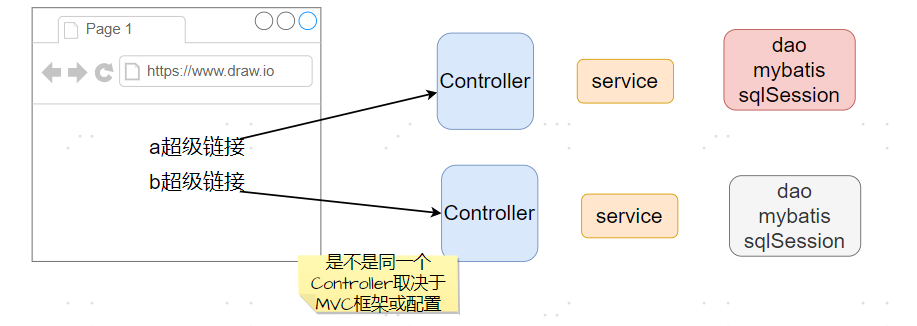 Page 1
https://www.draw.io
a超级链接
b超级链接
Controller
service
dao
mybatis
sqlSession
Controller
service
dao
mybatis
sqlSession
是不是同一个
Controller取决于
MVC框架或配置